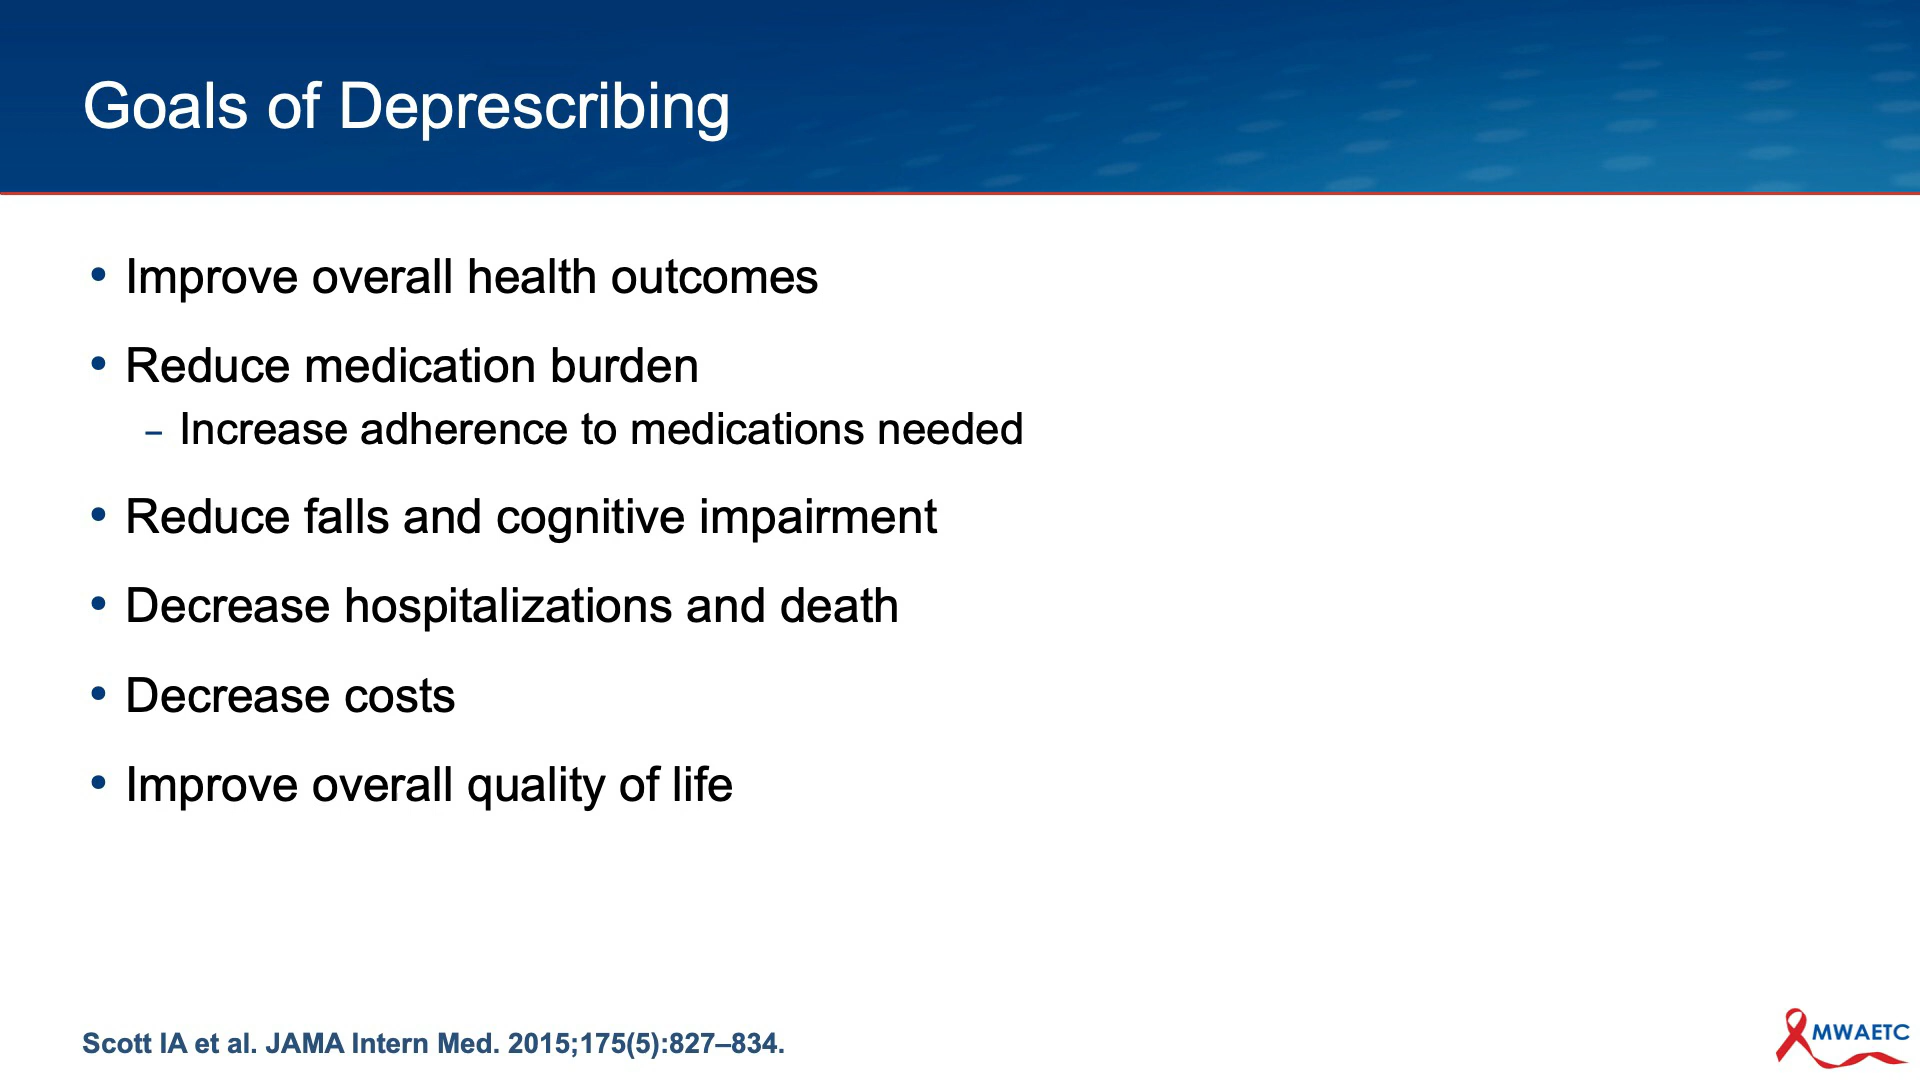 Goals of Deprescribing
• Improve overall health outcomes
• Reduce medication burden
– Increase adherence to medications needed
• Reduce falls and cognitive impairment
• Decrease hospitalizations and death
• Decrease costs
• Improve overall quality of life
Scott IA et al. JAMA Intern Med. 2015;175(5):827–834.
MWAETC